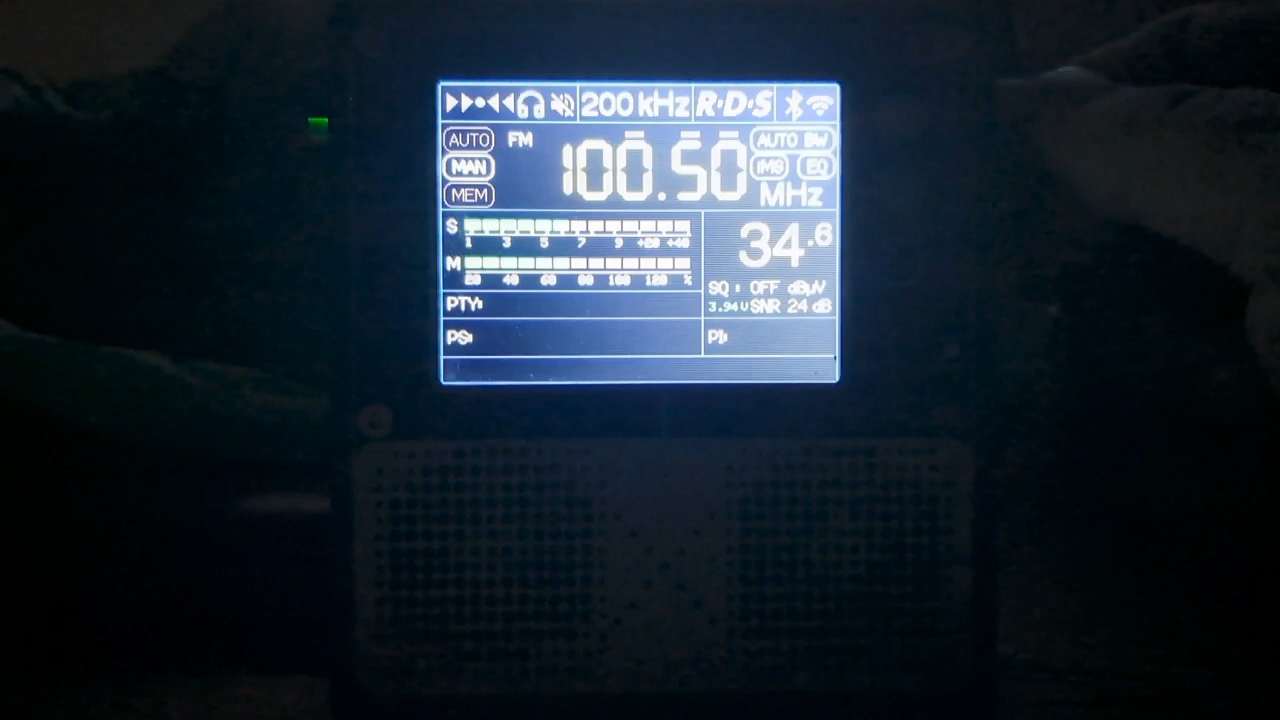 200 kHz R·D·S
AUTO FM 100.50 AUTO BW
MAN iMS EQ
MEM MHz
S 34.6
1 3 5 7 9 +20 +40
M
20 40 60 80 100 120 %
SQ : OFF dBµV
PTY: 3.94V SNR 24 dB
PS: PI: